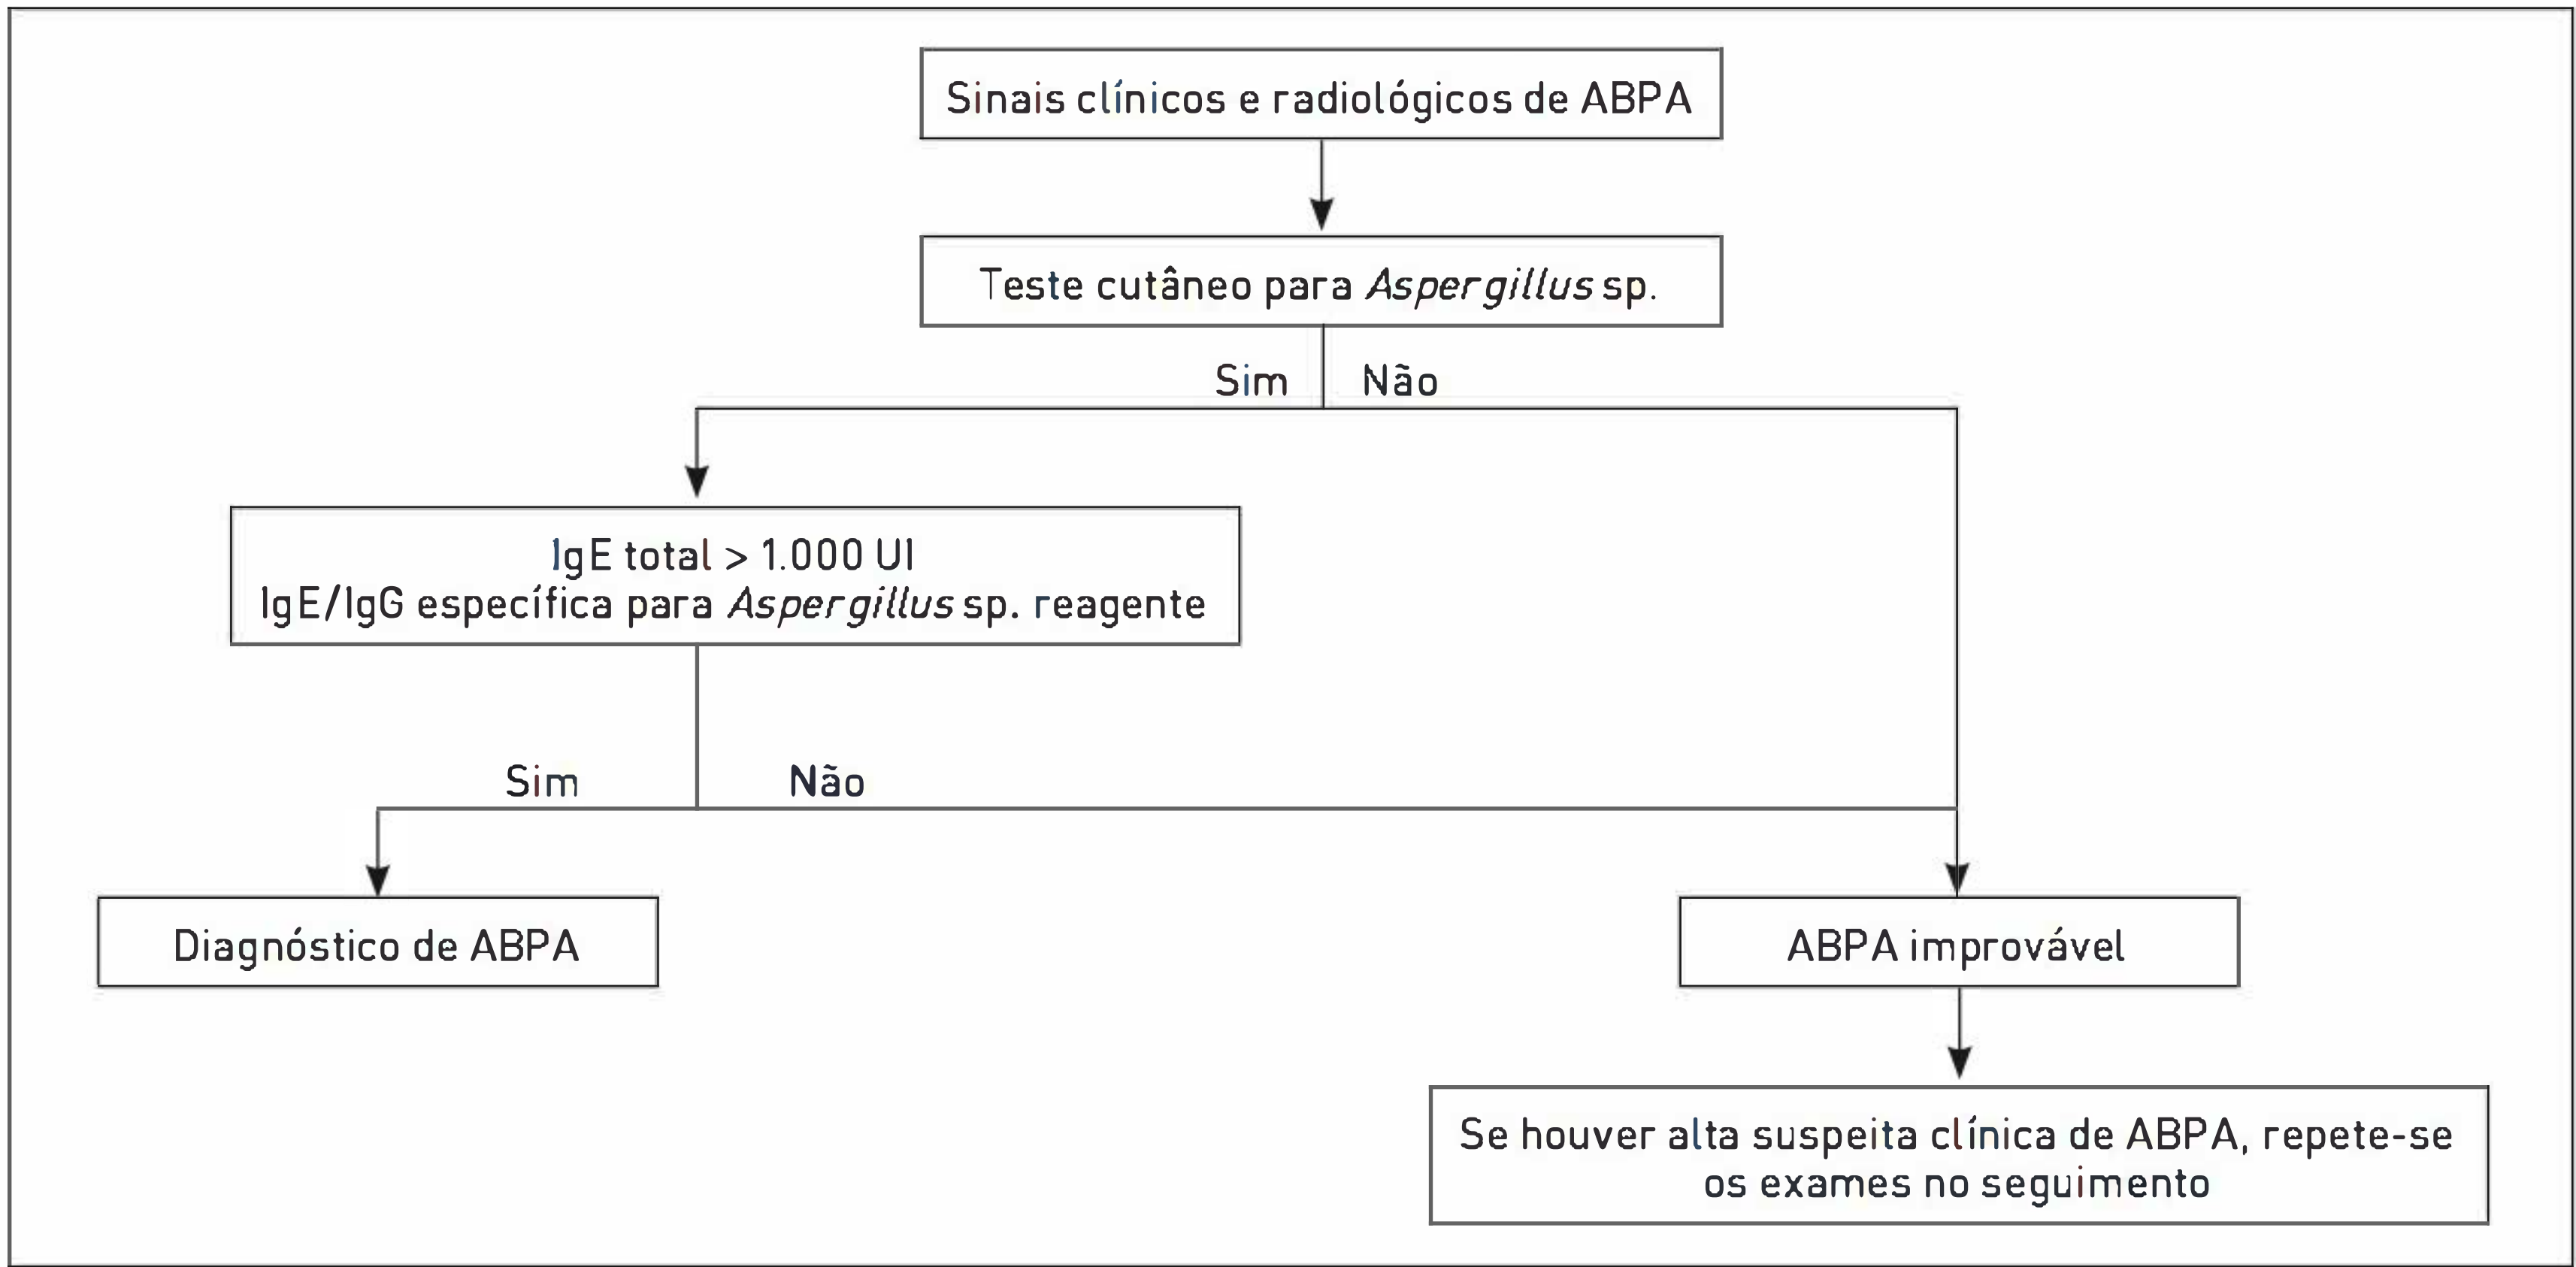 Sinais clínicos e radiológicos de ABPA
Teste cutâneo para Aspergillus sp.
Sim
Não
IgE total > 1.000 UI
IgE/IgG específica para Aspergillus sp. reagente
Sim
Não
Diagnóstico de ABPA
ABPA improvável
Se houver alta suspeita clínica de ABPA, repete-se
os exames no seguimento